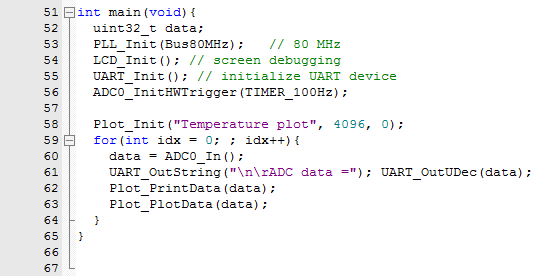 51 int main(void){
52   uint32_t data;
53   PLL_Init(Bus80MHz);   // 80 MHz
54   LCD_Init(); // screen debugging
55   UART_Init(); // initialize UART device
56   ADC0_InitHWTrigger(TIMER_100Hz);
57
58   Plot_Init("Temperature plot", 4096, 0);
59   for(int idx = 0; ; idx++){
60     data = ADC0_In();
61     UART_OutString("\n\rADC data ="); UART_OutUDec(data);
62     Plot_PrintData(data);
63     Plot_PlotData(data);
64   }
65 }
66
67